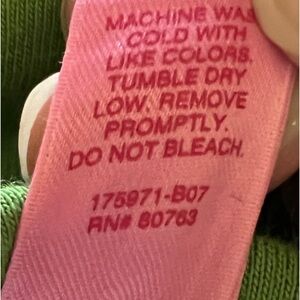 MACHINE WAS
COLD WITH
LIKE COLORS.
TUMBLE DRY
LOW. REMOVE
PROMPTLY.
DO NOT BLEACH.
175971-B07
RN# 80763